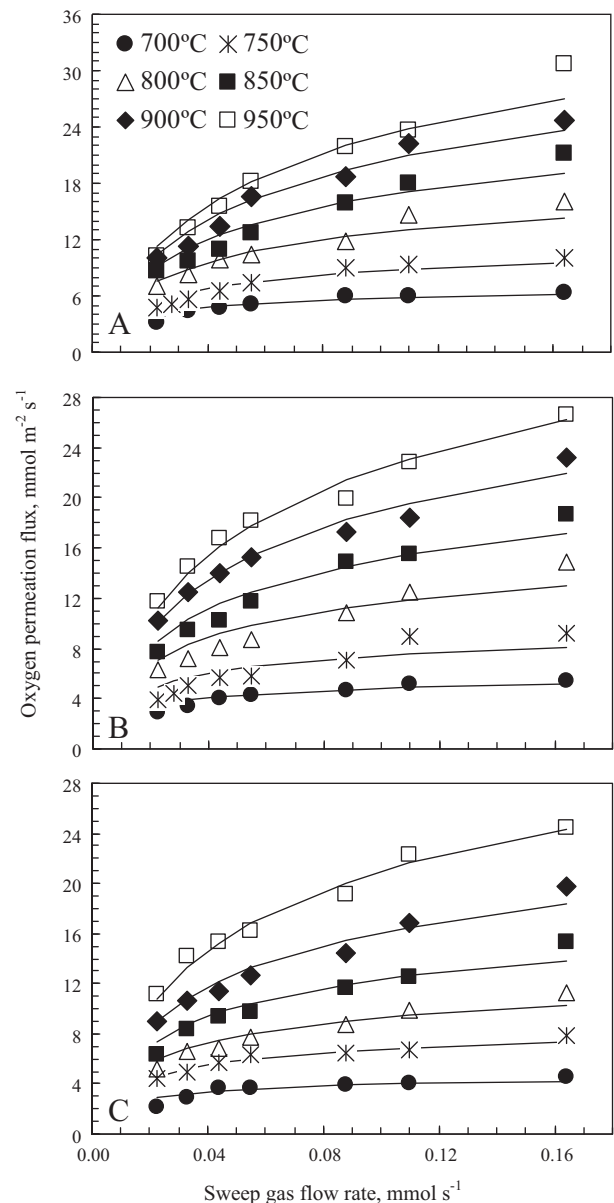 36
30
24
18
12
6
0
700ºC 750ºC
800ºC 850ºC
900ºC 950ºC
A
28
24
20
16
12
8
4
0
B
Oxygen permeation flux, mmol m⁻² s⁻¹
28
24
20
16
12
8
4
0
C
0.00 0.04 0.08 0.12 0.16
Sweep gas flow rate, mmol s⁻¹